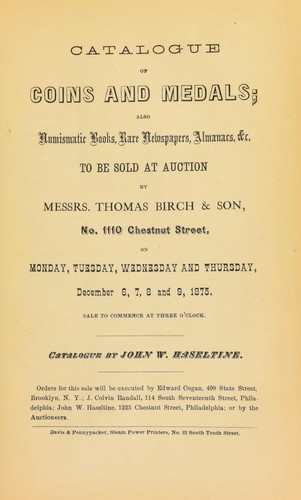 CATALOGUE
OF
COINS AND MEDALS;
ALSO
Numismatic Books, Rare Newspapers, Almanacs, &c.
TO BE SOLD AT AUCTION
BY
MESSRS. THOMAS BIRCH & SON,
No. 1110 Chestnut Street,
ON
MONDAY, TUESDAY, WEDNESDAY AND THURSDAY,
December 6, 7, 8 and 9, 1875.
SALE TO COMMENCE AT THREE O'CLOCK.
CATALOGUE BY JOHN W. HASELTINE.
Orders for this sale will be executed by Edward Cogan, 408 State Street,
Brooklyn, N. Y.; J. Colvin Randall, 114 South Seventeenth Street, Phila-
delphia; John W. Haseltine, 1225 Chestnut Street, Philadelphia; or by the
Auctioneers.
Davis & Pennypacker, Steam Power Printers, No. 23 South Tenth Street.